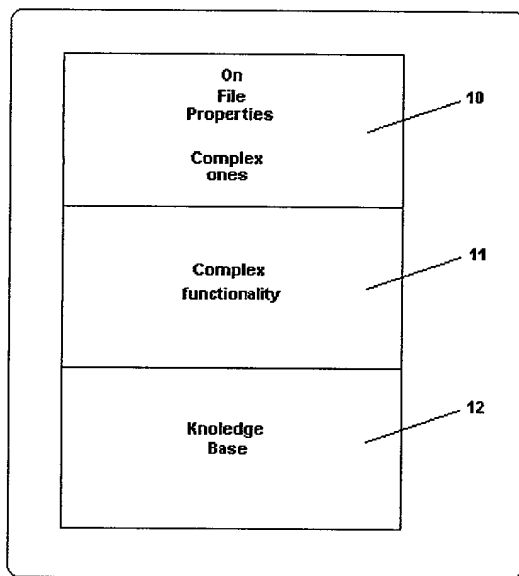 On
File
Properties
10
Complex
ones
Complex
functionality
11
Knoledge
Base
12